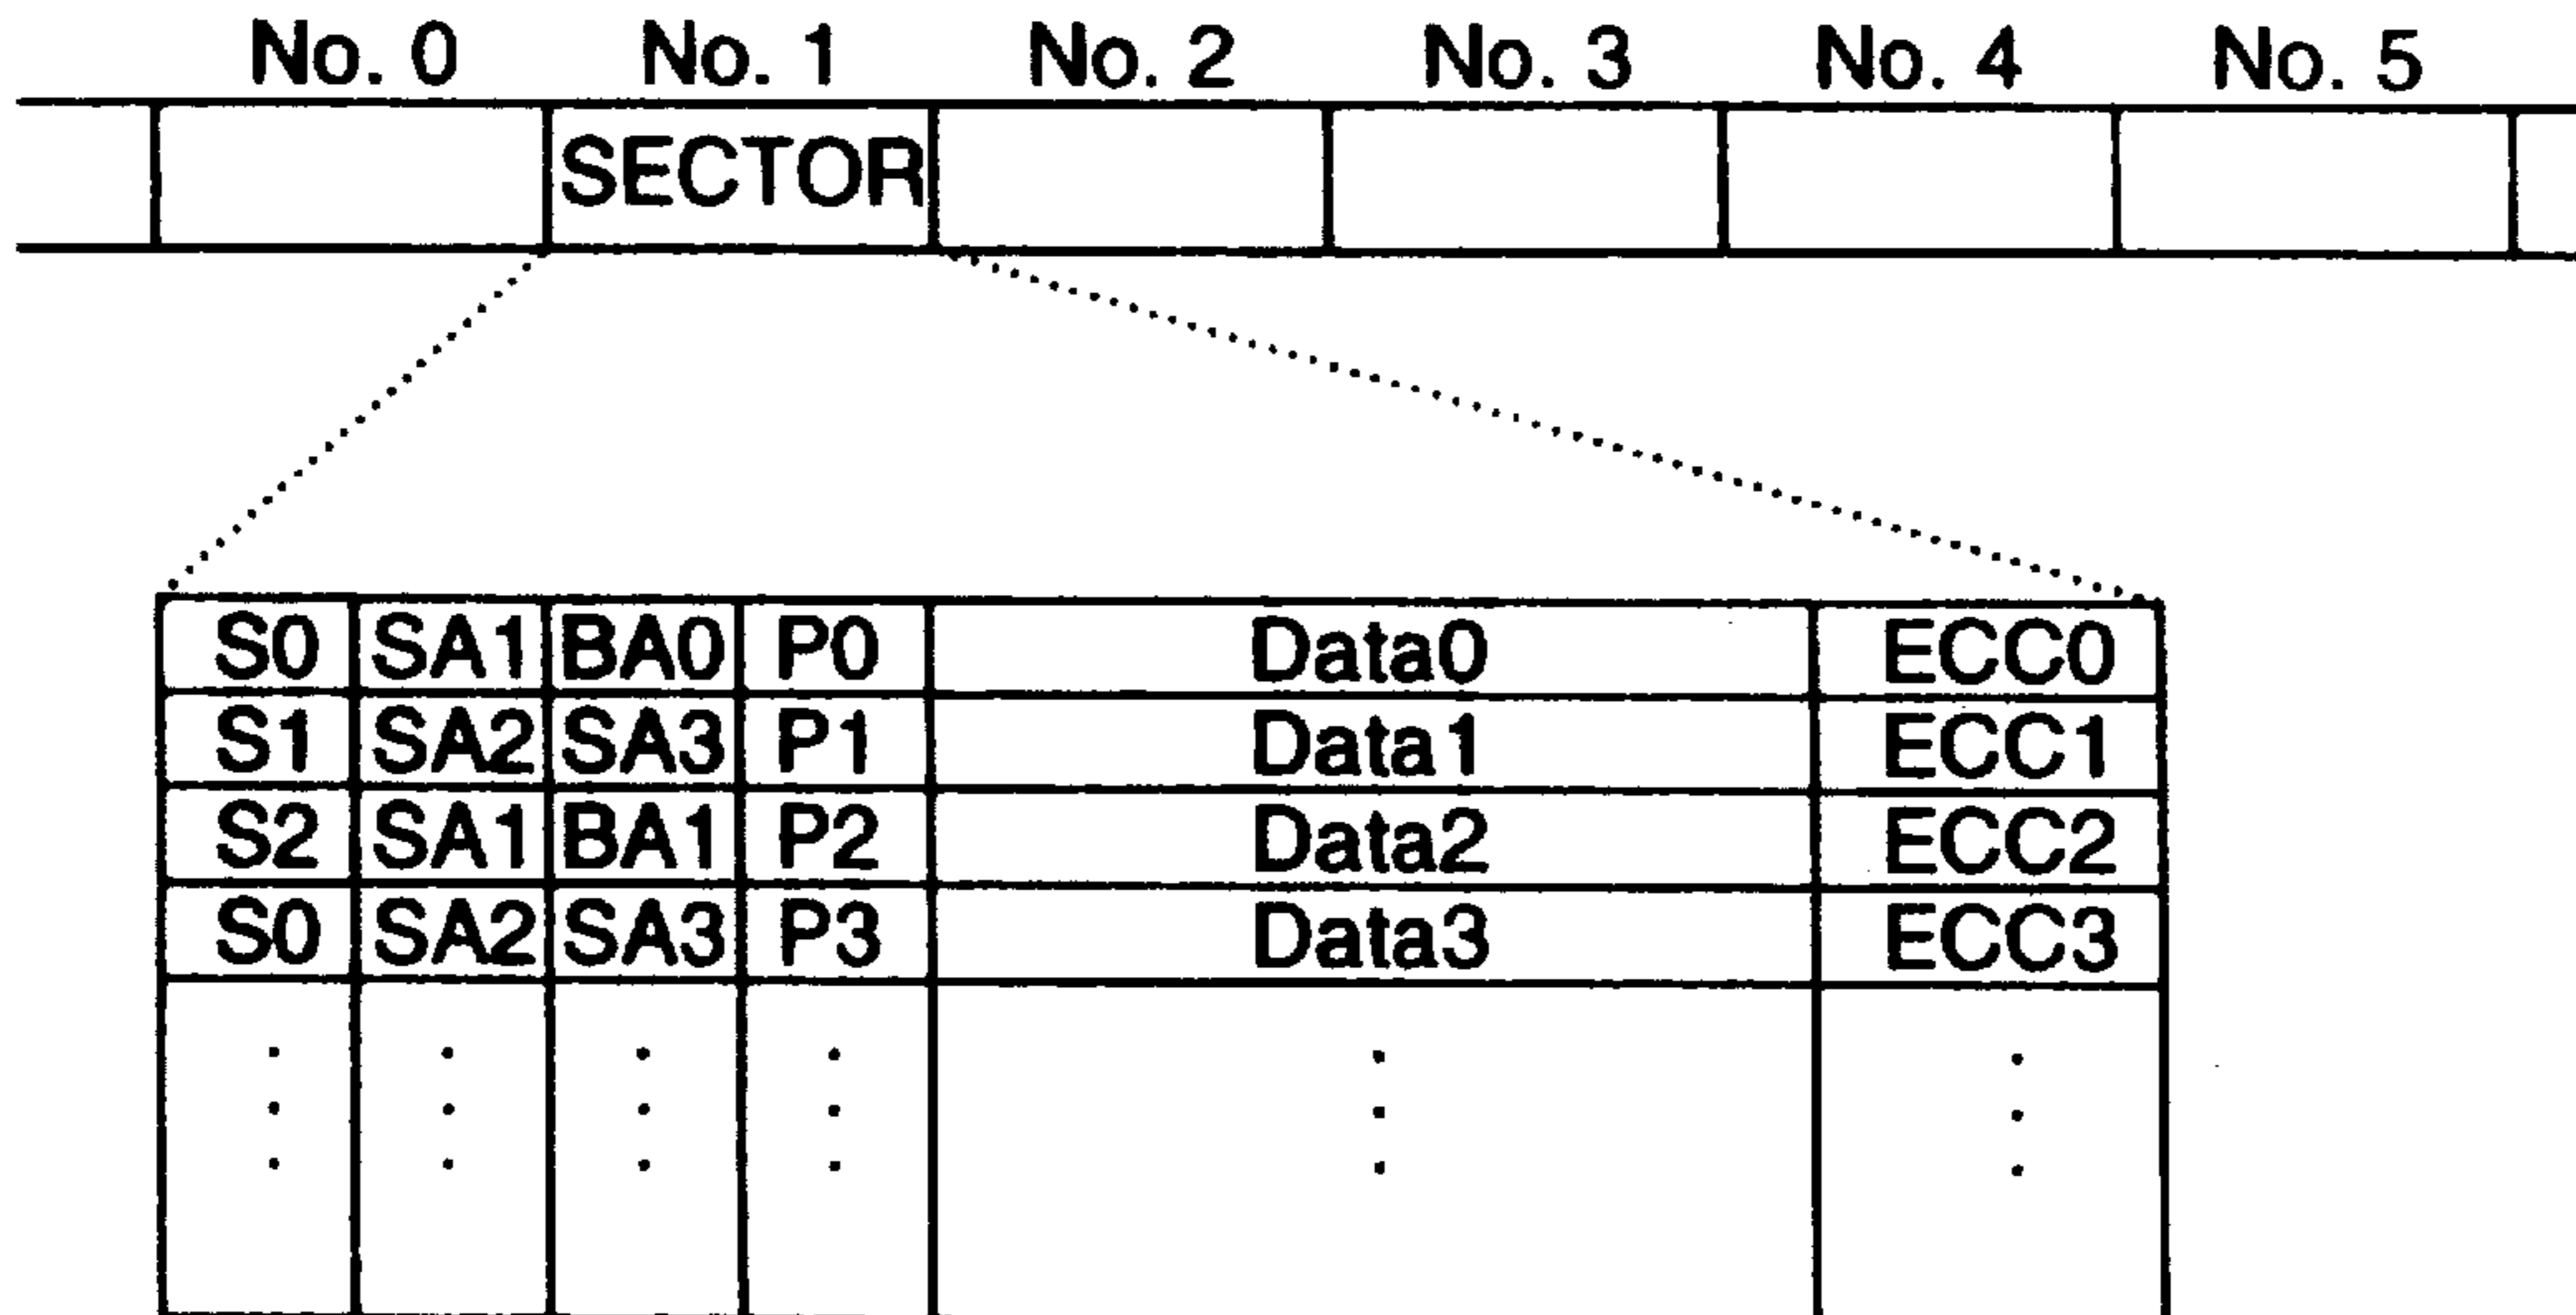 No. 0 No. 1 No. 2 No. 3 No. 4 No. 5
SECTOR
S0 SA1 BA0 P0 Data0 ECC0
S1 SA2 SA3 P1 Data1 ECC1
S2 SA1 BA1 P2 Data2 ECC2
S0 SA2 SA3 P3 Data3 ECC3